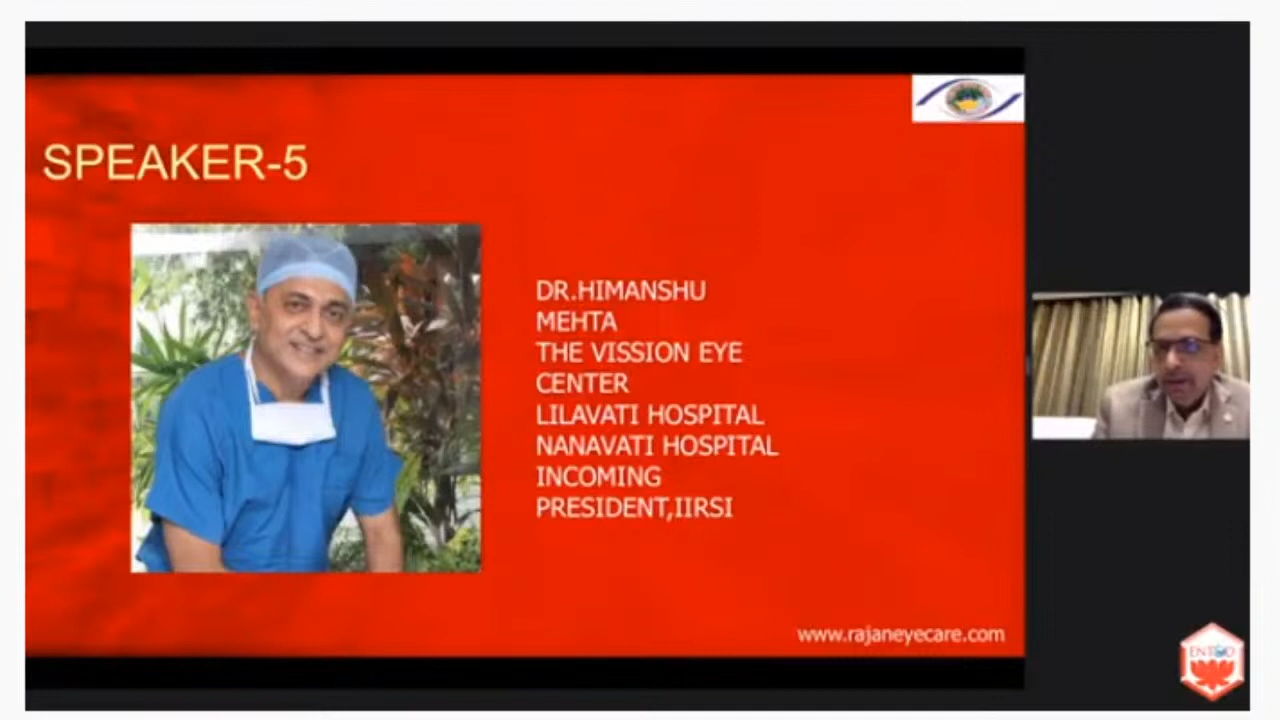 SPEAKER-5
DR.HIMANSHU
MEHTA
THE VISSION EYE
CENTER
LILAVATI HOSPITAL
NANAVATI HOSPITAL
INCOMING
PRESIDENT,IIRSI
www.rajaneyecare.com
ENTOD